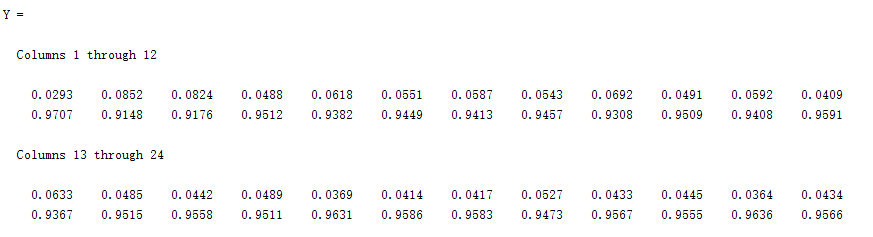 Y =
Columns 1 through 12
0.0293 0.0852 0.0824 0.0488 0.0618 0.0551 0.0587 0.0543 0.0692 0.0491 0.0592 0.0409
0.9707 0.9148 0.9176 0.9512 0.9382 0.9449 0.9413 0.9457 0.9308 0.9509 0.9408 0.9591
Columns 13 through 24
0.0633 0.0485 0.0442 0.0489 0.0369 0.0414 0.0417 0.0527 0.0433 0.0445 0.0364 0.0434
0.9367 0.9515 0.9558 0.9511 0.9631 0.9586 0.9583 0.9473 0.9567 0.9555 0.9636 0.9566